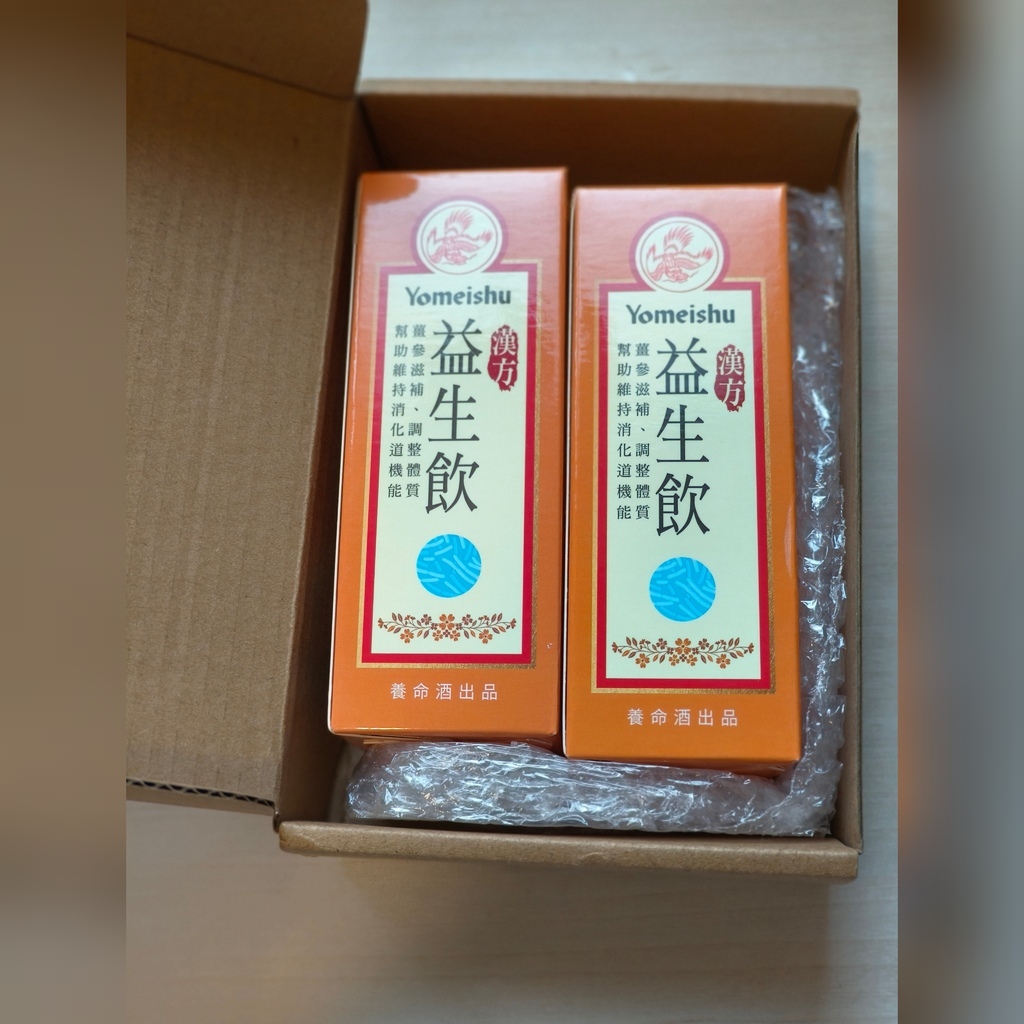 Yomeishu
漢方
益生飲
薑參滋補、調整體質
幫助維持消化道機能
養命酒出品
Yomeishu
漢方
益生飲
薑參滋補、調整體質
幫助維持消化道機能
養命酒出品